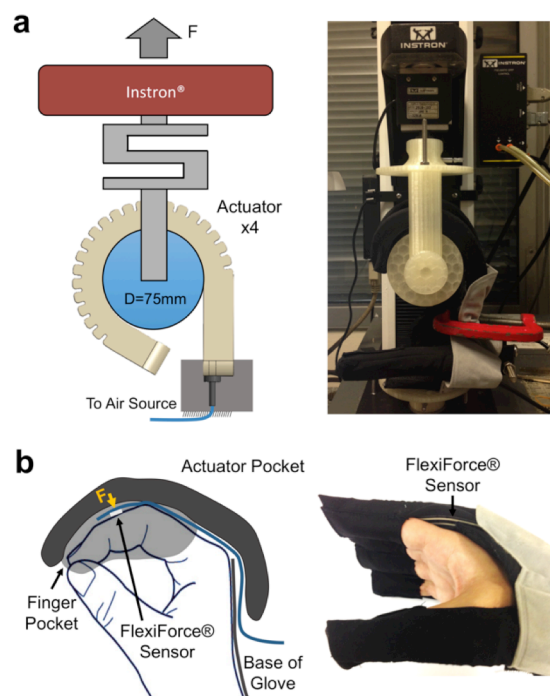 a
F
Instron®
Actuator
x4
D=75mm
To Air Source
INSTRON
INSTRON
b
Actuator Pocket
F
Finger
Pocket
FlexiForce®
Sensor
Base of
Glove
FlexiForce®
Sensor